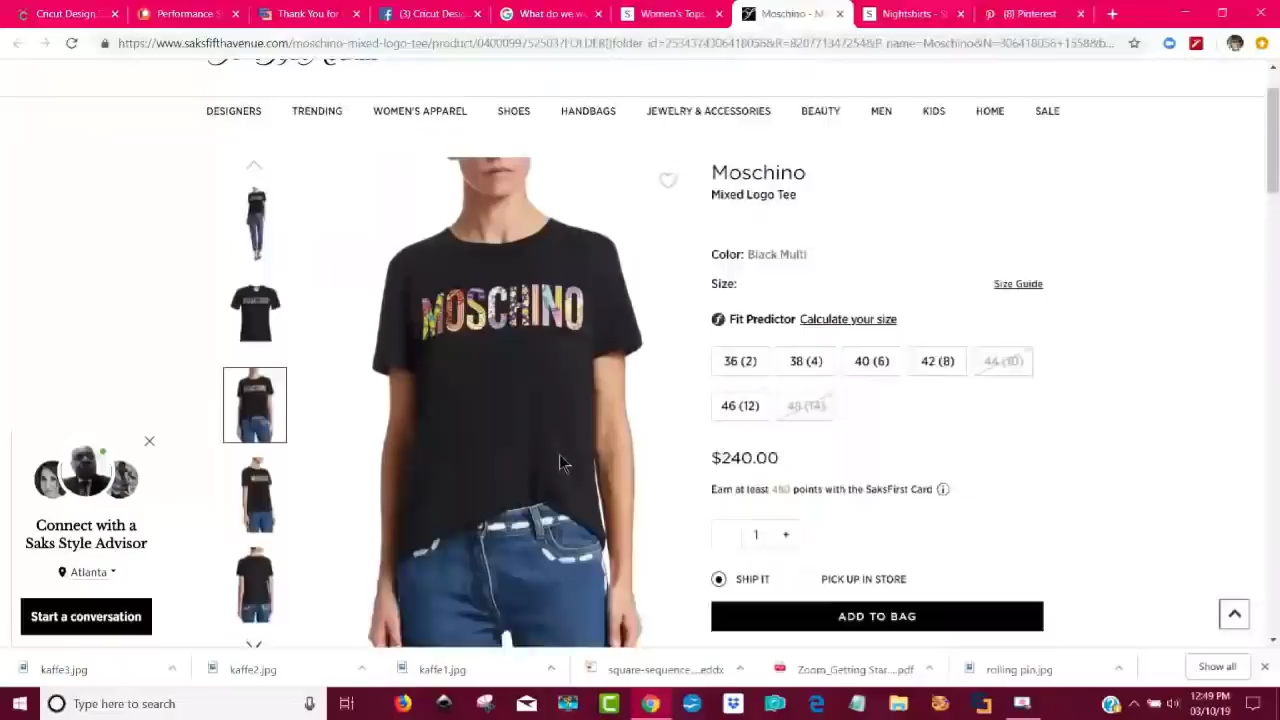 Cricut Design
Performance S
Thank You for
(3) Cricut Desig
What do we w
Women's Tops
Moschino - M
Nightshirts - S
(8) Pinterest
DESIGNERS TRENDING WOMEN'S APPAREL SHOES HANDBAGS JEWELRY & ACCESSORIES BEAUTY MEN KIDS HOME SALE
MOSCHINO
Moschino
Mixed Logo Tee
Color: Black Multi
Size: Size Guide
Fit Predictor Calculate your size
36 (2) 38 (4) 40 (6) 42 (8) 44 (10)
46 (12) 48 (14)
$240.00
Earn at least 480 points with the SaksFirst Card
1 +
SHIP IT PICK UP IN STORE
ADD TO BAG
Connect with a
Saks Style Advisor
Atlanta
Start a conversation
kaffe3.jpg kaffe2.jpg kaffe1.jpg square-sequence....eddx Zoom_Getting Star....pdf rolling pin.jpg Show all
Type here to search
12:49 PM
03/10/19